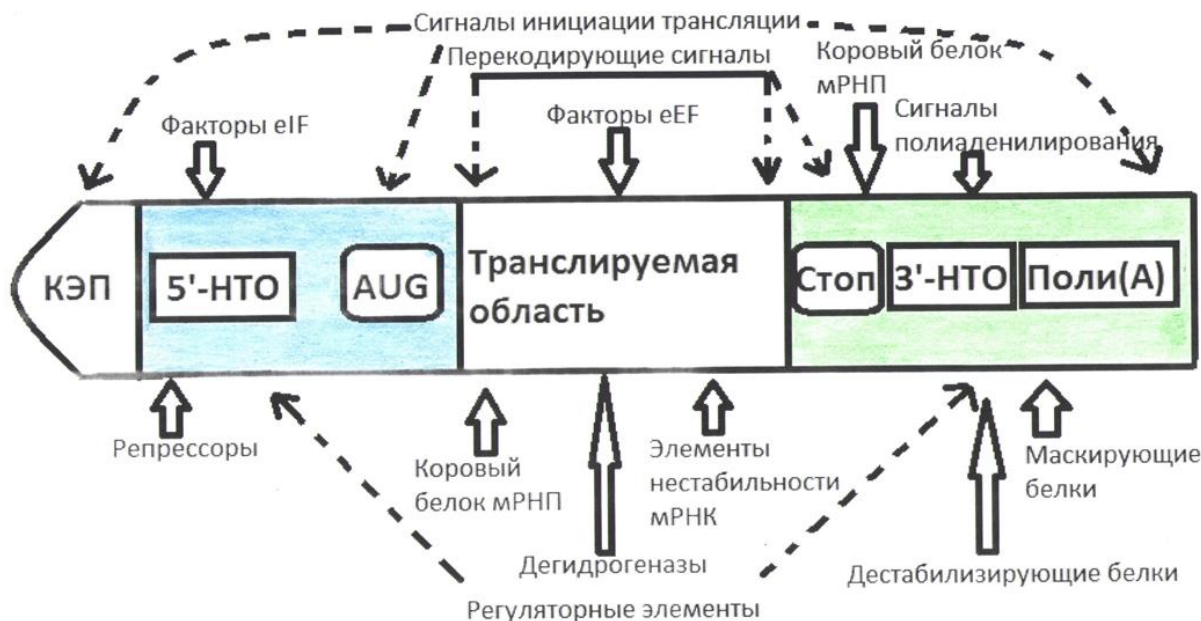 Сигналы инициации трансляции
Перекодирующие сигналы
Коровый белок
мРНП
Факторы eIF
Факторы eEF
Сигналы
полиаденилирования
КЭП
5'-НТО
AUG
Транслируемая
область
Стоп
3'-НТО
Поли(А)
Репрессоры
Коровый
белок мРНП
Элементы
нестабильности
мРНК
Маскирующие
белки
Дегидрогеназы
Дестабилизирующие белки
Регуляторные элементы